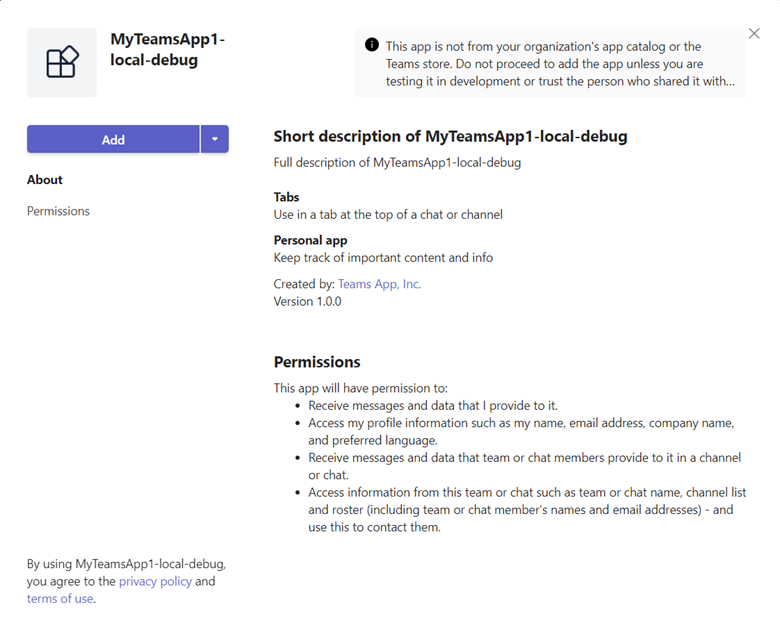 MyTeamsApp1-
local-debug
This app is not from your organization's app catalog or the
Teams store. Do not proceed to add the app unless you are
testing it in development or trust the person who shared it with...
Add
About
Permissions
Short description of MyTeamsApp1-local-debug
Full description of MyTeamsApp1-local-debug
Tabs
Use in a tab at the top of a chat or channel
Personal app
Keep track of important content and info
Created by: Teams App, Inc.
Version 1.0.0
Permissions
This app will have permission to:
• Receive messages and data that I provide to it.
• Access my profile information such as my name, email address, company name,
and preferred language.
• Receive messages and data that team or chat members provide to it in a channel
or chat.
• Access information from this team or chat such as team or chat name, channel list
and roster (including team or chat member's names and email addresses) - and
use this to contact them.
By using MyTeamsApp1-local-debug,
you agree to the privacy policy and
terms of use.